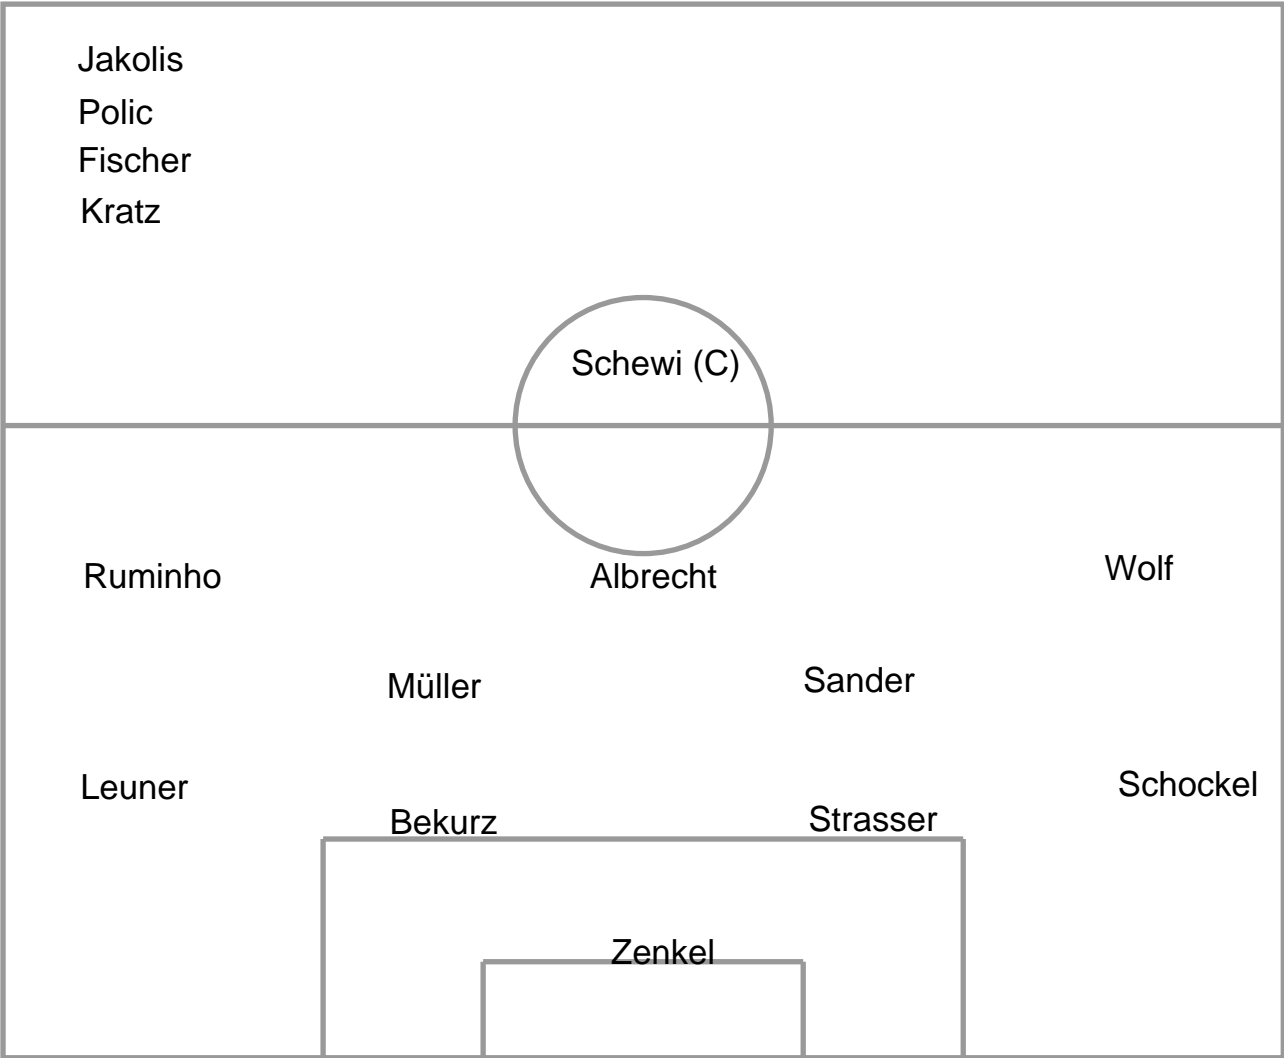 Jakolis
Polic
Fischer
Kratz
Schewi (C)
Ruminho
Albrecht
Wolf
Müller
Sander
Leuner
Schockel
Bekurz
Strasser
Zenkel